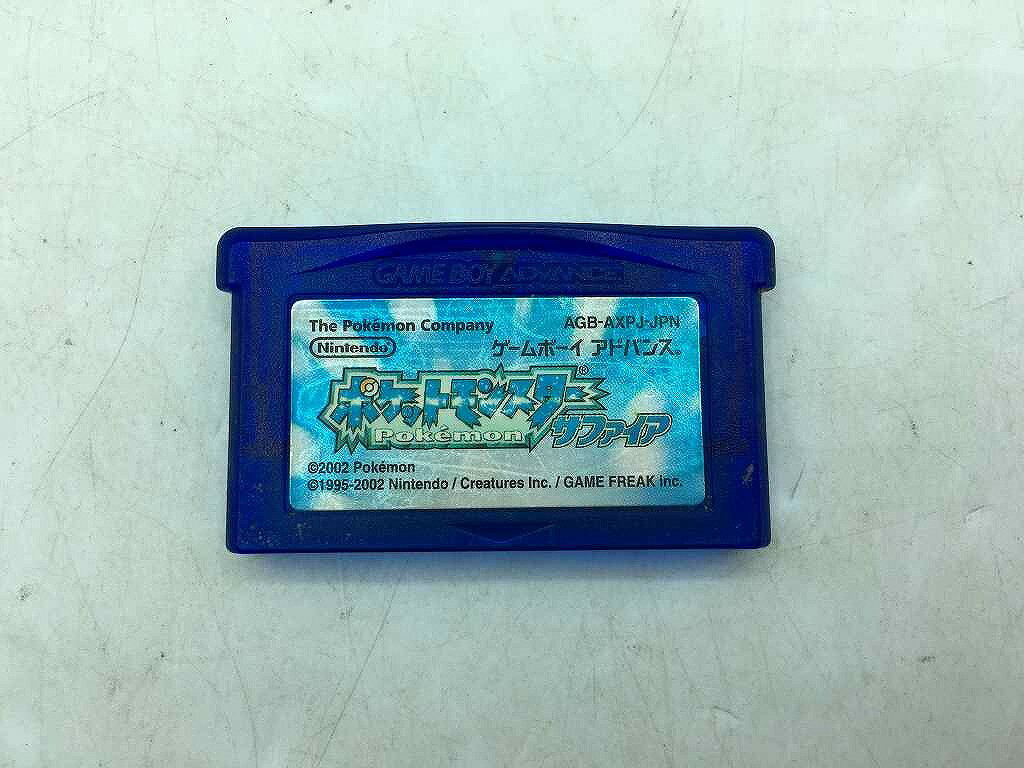 GAME BOY ADVANCE
The Pokémon Company AGB-AXPJ-JPN
Nintendo ゲームボーイ アドバンス™
ポケットモンスター®
Pokémon サファイア
©2002 Pokémon
©1995-2002 Nintendo / Creatures Inc. / GAME FREAK inc.